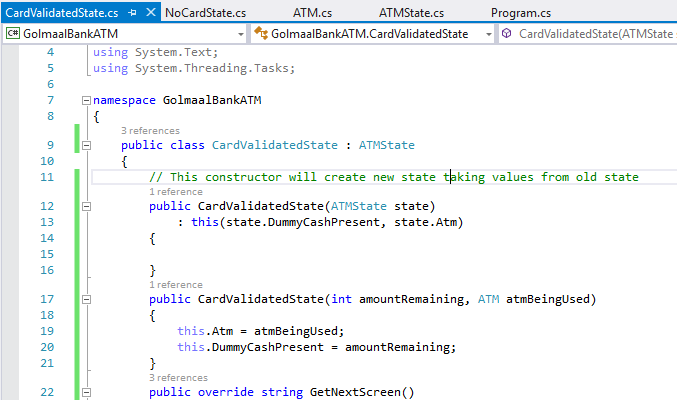 CardValidatedState.cs NoCardState.cs ATM.cs ATMState.cs Program.cs
C# GolmaalBankATM GolmaalBankATM.CardValidatedState CardValidatedState(ATMState
4 using System.Text;
5 using System.Threading.Tasks;
6
7 namespace GolmaalBankATM
8 {
3 references
9 public class CardValidatedState : ATMState
10 {
11 // This constructor will create new state taking values from old state
1 reference
12 public CardValidatedState(ATMState state)
13 : this(state.DummyCashPresent, state.Atm)
14 {
15
16 }
1 reference
17 public CardValidatedState(int amountRemaining, ATM atmBeingUsed)
18 {
19 this.Atm = atmBeingUsed;
20 this.DummyCashPresent = amountRemaining;
21 }
3 references
22 public override string GetNextScreen()